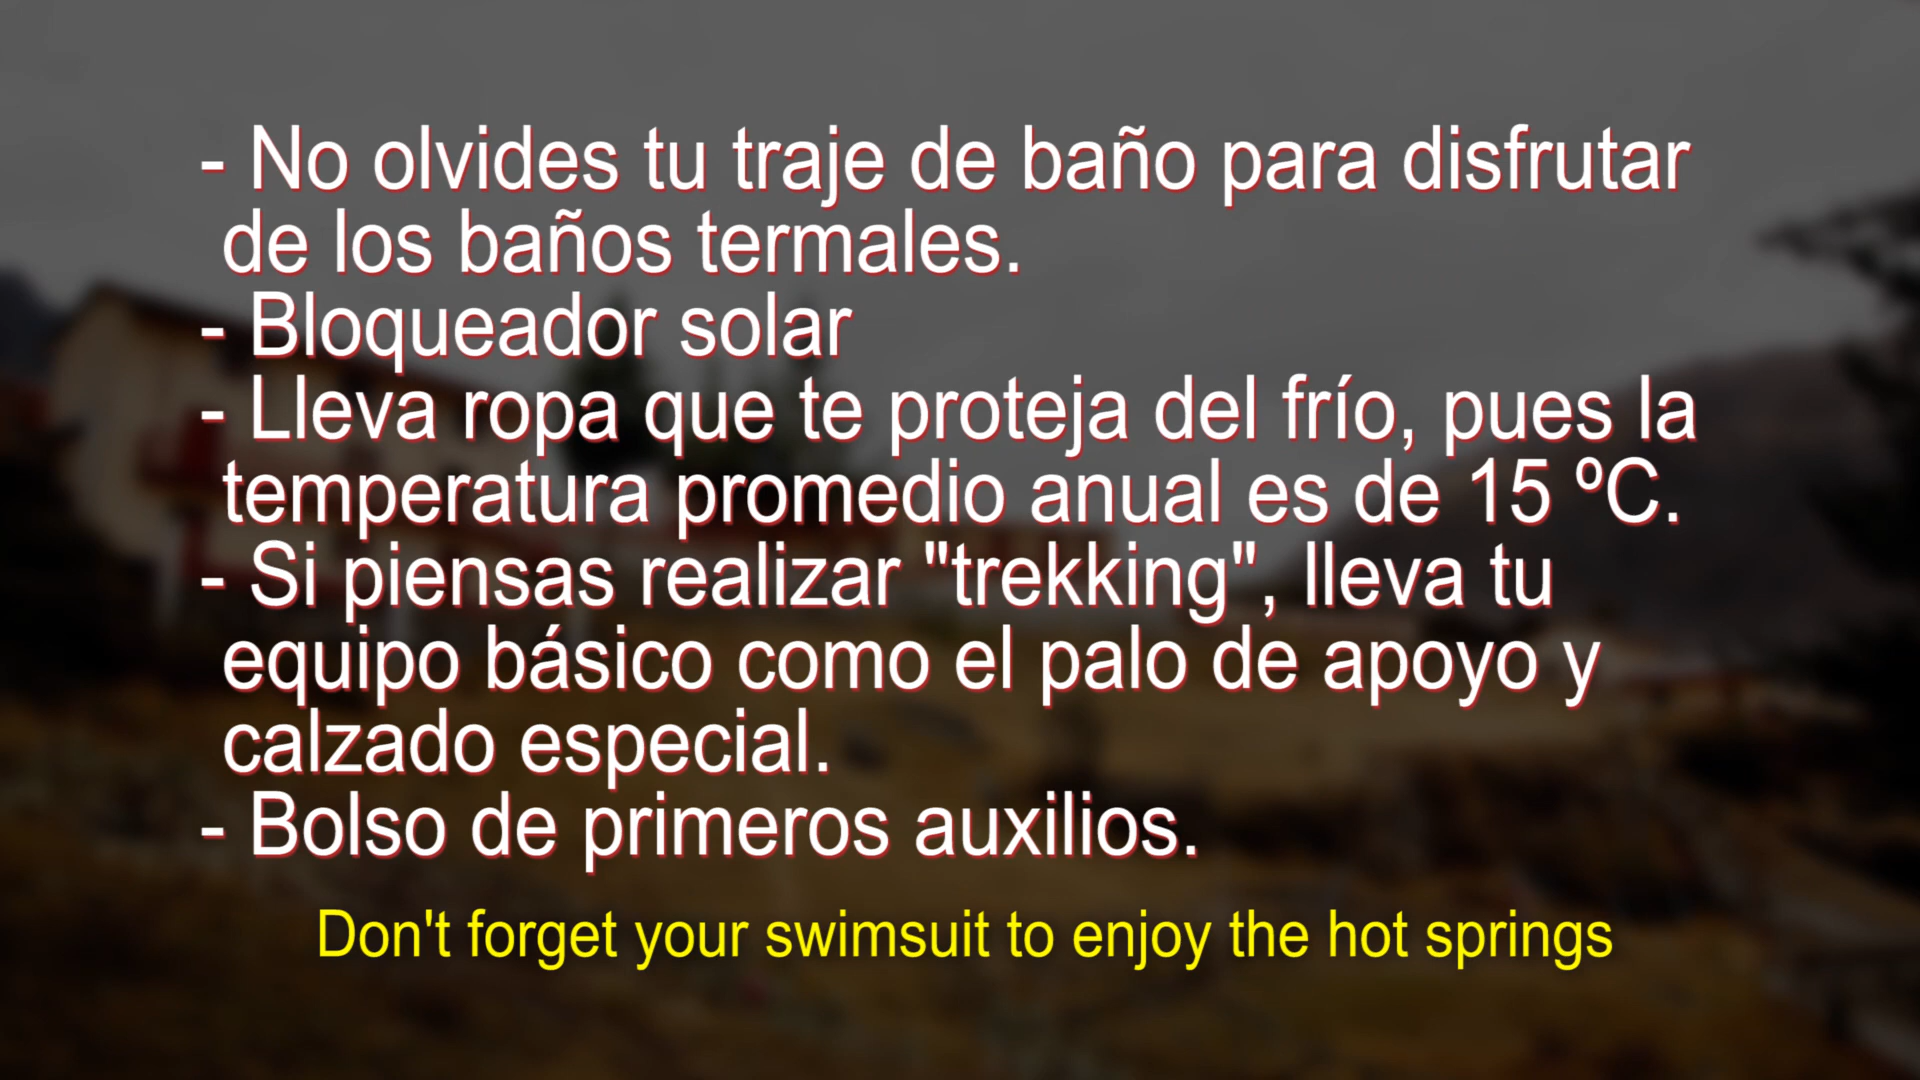 - No olvides tu traje de baño para disfrutar
de los baños termales.
- Bloqueador solar
- Lleva ropa que te proteja del frío, pues la
temperatura promedio anual es de 15 ºC.
- Si piensas realizar "trekking", lleva tu
equipo básico como el palo de apoyo y
calzado especial.
- Bolso de primeros auxilios.
Don't forget your swimsuit to enjoy the hot springs